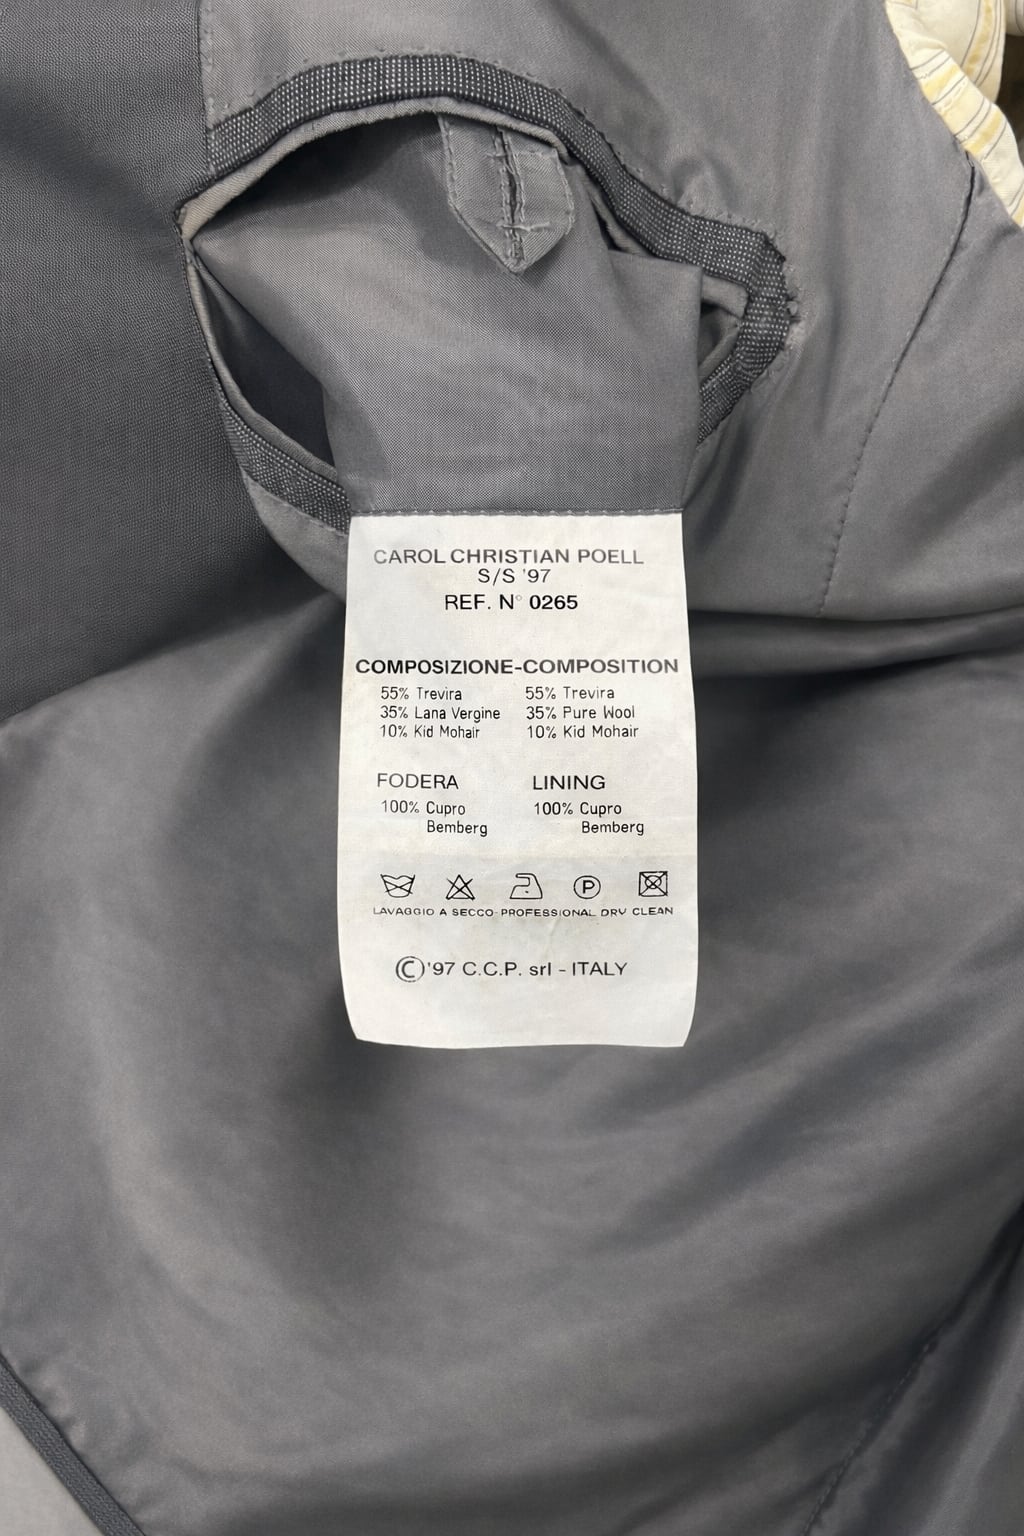 CAROL CHRISTIAN POELL
S/S '97
REF. N° 0265
COMPOSIZIONE-COMPOSITION
55% Trevira 55% Trevira
35% Lana Vergine 35% Pure Wool
10% Kid Mohair 10% Kid Mohair
FODERA LINING
100% Cupro 100% Cupro
Bemberg Bemberg
P
LAVAGGIO A SECCO-PROFESSIONAL DRY CLEAN
©'97 C.C.P. srl - ITALY